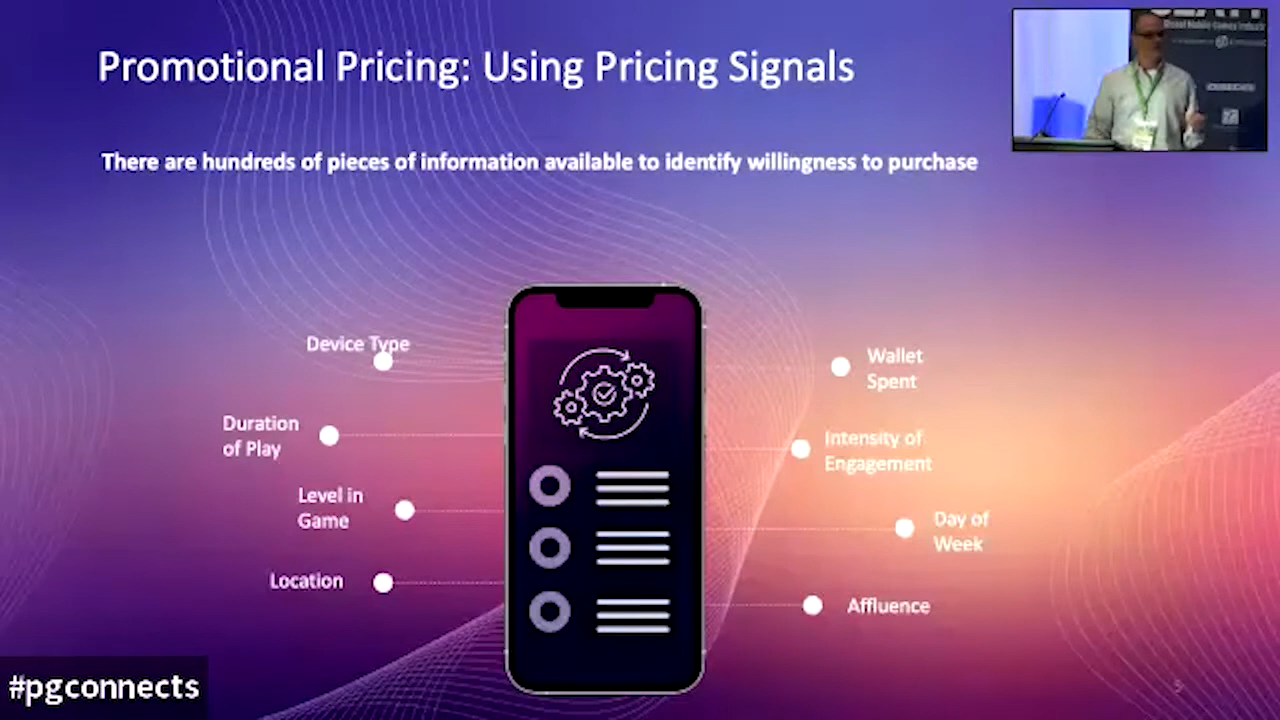 Promotional Pricing: Using Pricing Signals
There are hundreds of pieces of information available to identify willingness to purchase
Device Type
Duration
of Play
Level in
Game
Location
Wallet
Spent
Intensity of
Engagement
Day of
Week
Affluence
#pgconnects
5